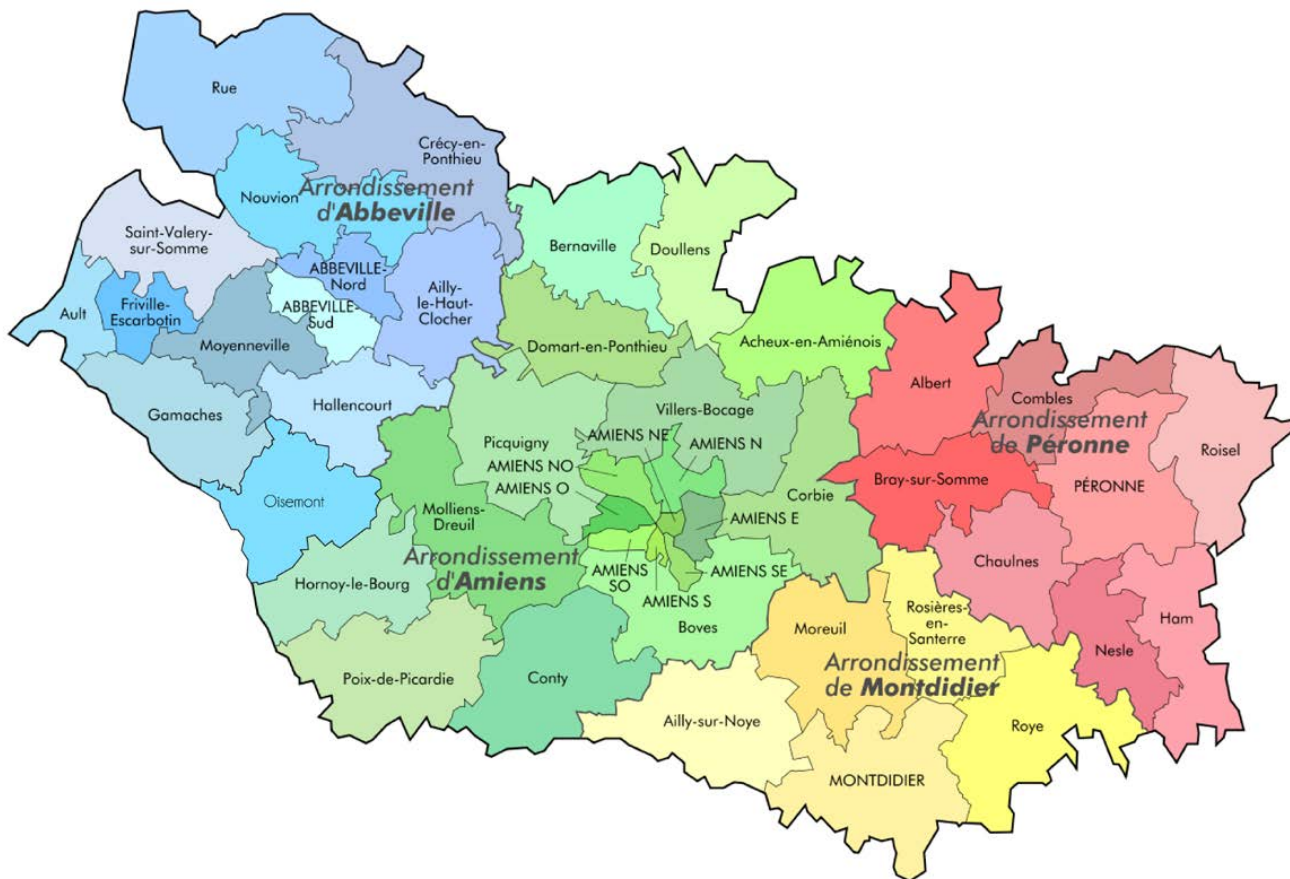 Rue
Crécy-en-
Ponthieu
Nouvion
Arrondissement
d'Abbeville
Saint-Valery-
sur-Somme
Bernaville
Doullens
ABBEVILLE-
Nord
Ailly-
le-Haut-
Clocher
Ault
Friville-
Escarbotin
ABBEVILLE-
Sud
Moyenneville
Domart-en-Ponthieu
Acheux-en-Amiénois
Albert
Combles
Gamaches
Hallencourt
Villers-Bocage
Arrondissement
de Péronne
Picquigny
AMIENS NE
AMIENS N
Roisel
AMIENS NO
AMIENS O
Bray-sur-Somme
PÉRONNE
Oisemont
Molliens-
Dreuil
Corbie
AMIENS E
Arrondissement
d'Amiens
Chaulnes
Hornoy-le-Bourg
AMIENS
SO
AMIENS SE
AMIENS S
Boves
Rosières-
en-
Santerre
Moreuil
Ham
Nesle
Arrondissement
de Montdidier
Poix-de-Picardie
Conty
Ailly-sur-Noye
Roye
MONTDIDIER